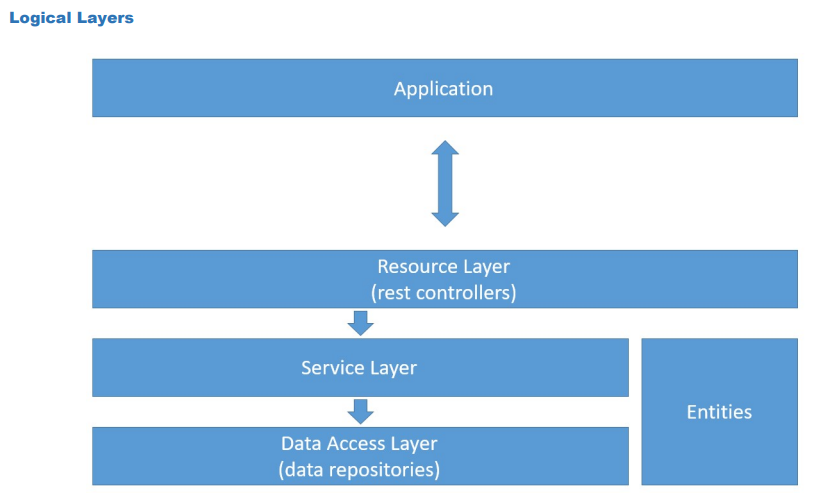 Logical Layers
Application
Resource Layer
(rest controllers)
Service Layer
Entities
Data Access Layer
(data repositories)